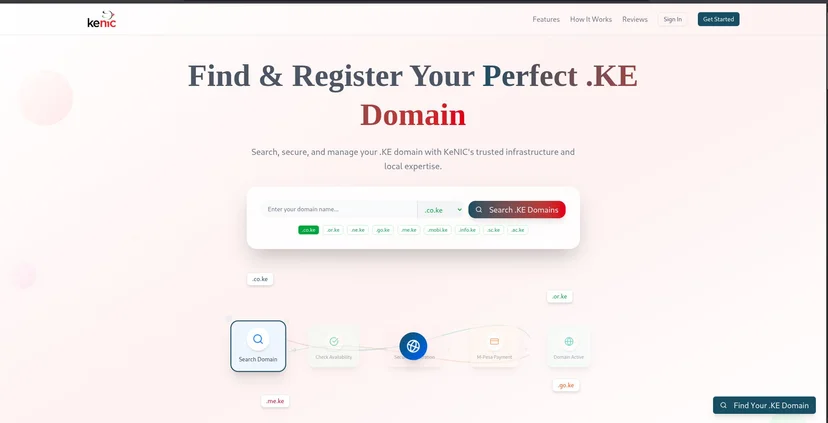 kenic
Features
How It Works
Reviews
Sign In
Get Started
Find & Register Your Perfect .KE
Domain
Search, secure, and manage your .KE domain with KeNIC's trusted infrastructure and
local expertise.
Enter your domain name...
.co.ke
Search .KE Domains
.co.ke
.or.ke
.ne.ke
.go.ke
.me.ke
.mobi.ke
.info.ke
.sc.ke
.ac.ke
.co.ke
.or.ke
Search Domain
Check Availability
M-Pesa Payment
Domain Active
.go.ke
.me.ke
Find Your .KE Domain